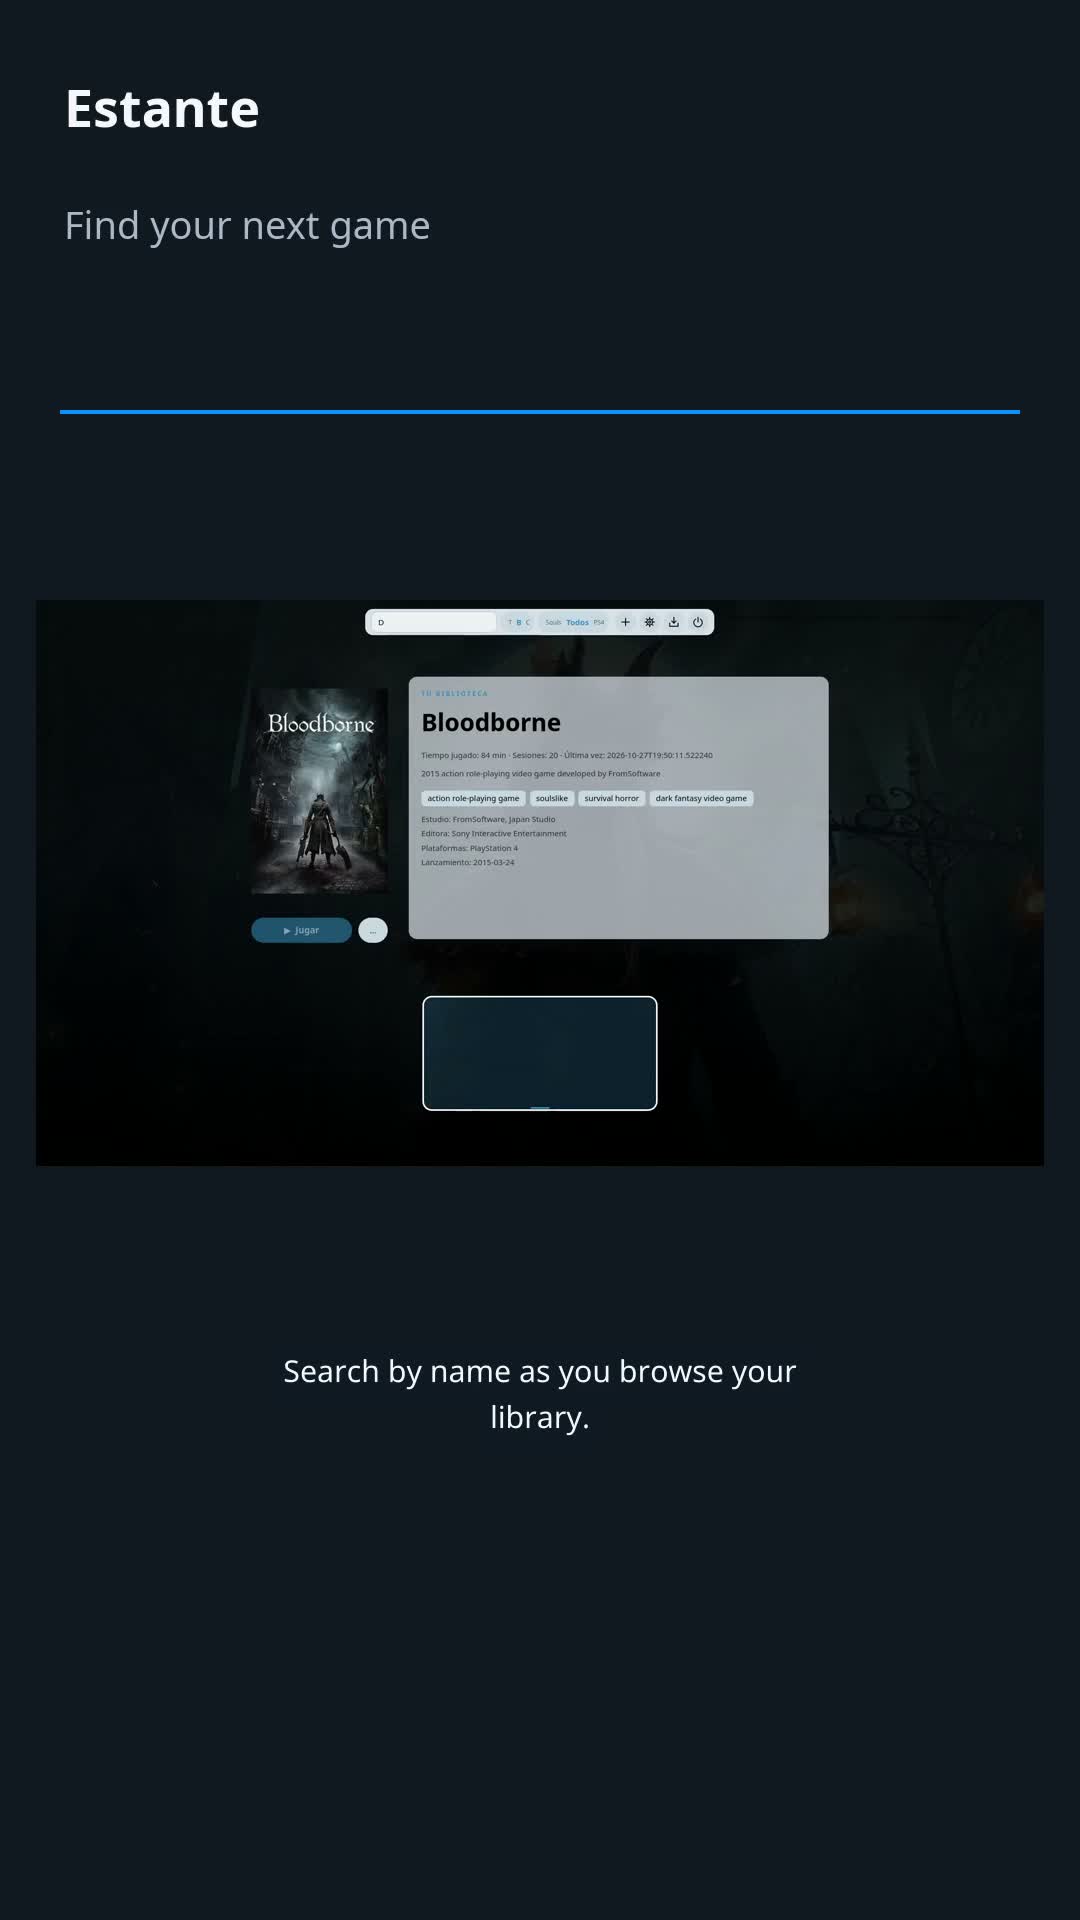 Estante
Find your next game
D
T B C
Souls Todos PS4
TU BIBLIOTECA
Bloodborne
Bloodborne
Tiempo jugado: 84 min · Sesiones: 20 · Última vez: 2026-10-27T19:50:11.522240
2015 action role-playing video game developed by FromSoftware
action role-playing game soulslike survival horror dark fantasy video game
Estudio: FromSoftware, Japan Studio
Editora: Sony Interactive Entertainment
Plataformas: PlayStation 4
Lanzamiento: 2015-03-24
▶ Jugar ...
Search by name as you browse your
library.